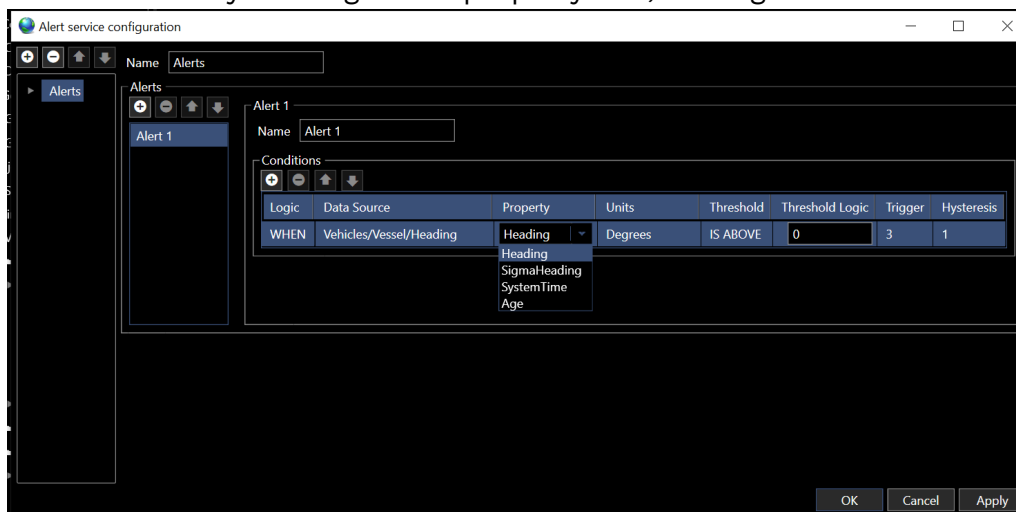 Alert service configuration
Name Alerts
Alerts
Alerts
Alert 1
Alert 1
Name Alert 1
Conditions
Logic Data Source Property Units Threshold Threshold Logic Trigger Hysteresis
WHEN Vehicles/Vessel/Heading Heading Degrees IS ABOVE 0 3 1
Heading
SigmaHeading
SystemTime
Age
OK Cancel Apply